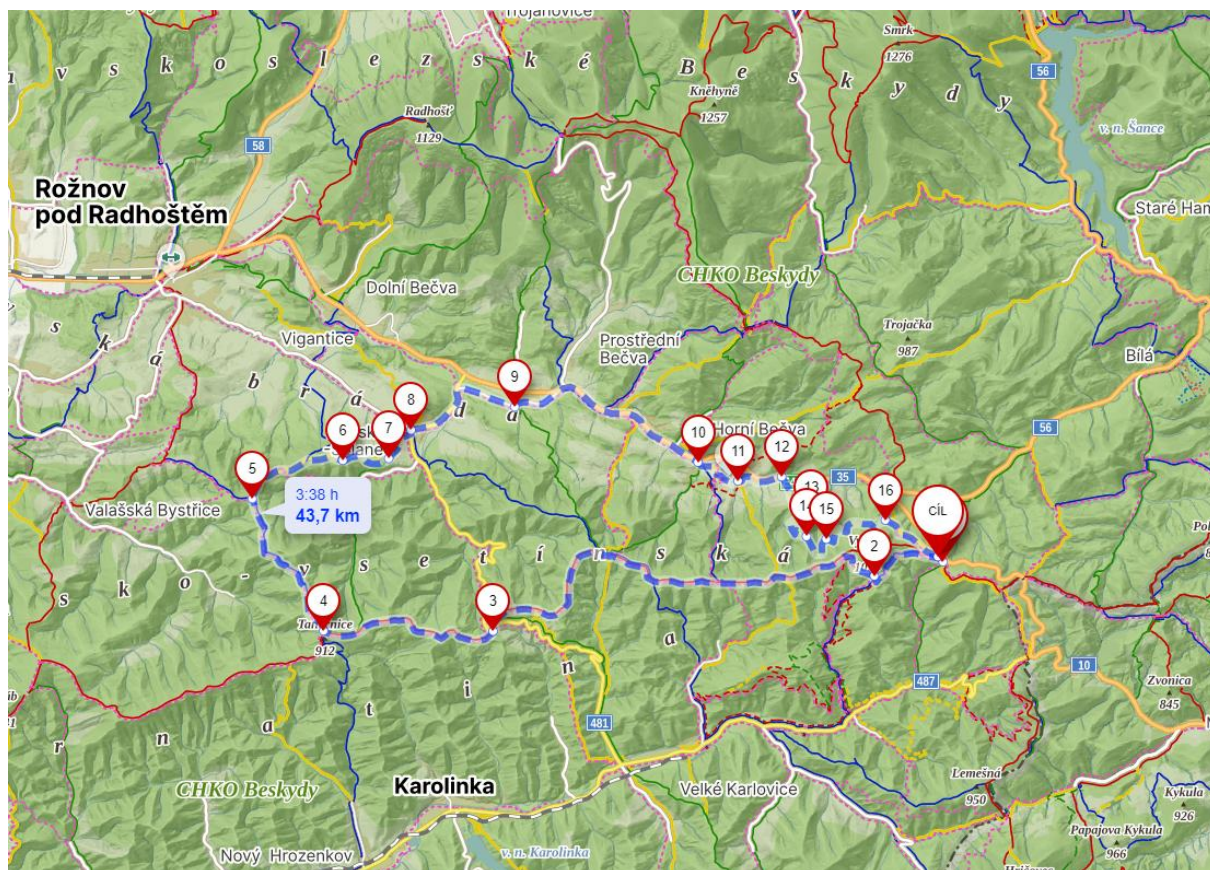 Trojanovice
Smrk
1276
56
Kněhyně
1257
Radhošť
1129
58
v. n. Šance
Rožnov
pod Radhoštěm
Staré Ham
CHKO Beskydy
Dolní Bečva
Vigantice
Prostřední
Bečva
Trojačka
987
Bílá
9
8
7
6
5
10
Horní Bečva
11
12
13
14
15
16
35
56
CÍL
2
3:38 h
43,7 km
Valašská Bystřice
4
3
912
487
10
481
Zvonica
845
CHKO Beskydy
Karolinka
Velké Karlovice
Lemešná
950
Kykula
926
Papajova Kykula
966
Nový Hrozenkov
v. n. Karolinka